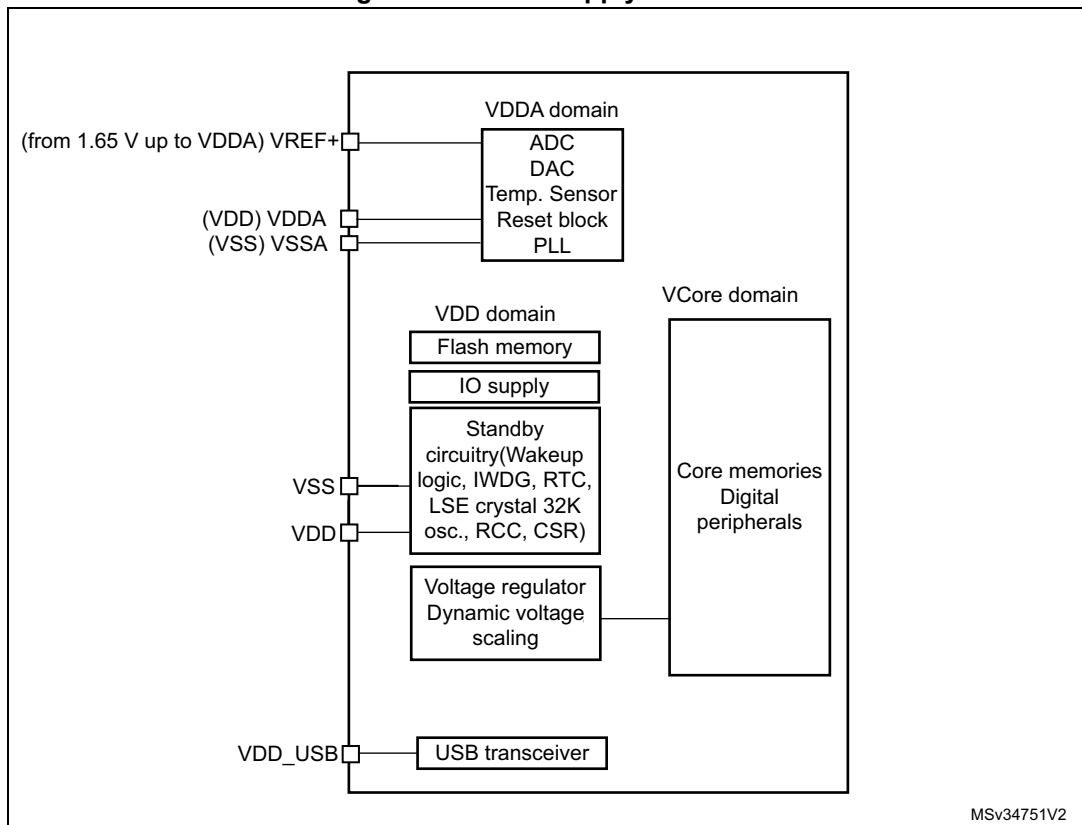 VDDA domain
(from 1.65 V up to VDDA) VREF+
ADC
DAC
Temp. Sensor
Reset block
PLL
(VDD) VDDA
(VSS) VSSA
VCore domain
VDD domain
Flash memory
IO supply
Standby
circuitry(Wakeup
logic, IWDG, RTC,
LSE crystal 32K
osc., RCC, CSR)
VSS
VDD
Core memories
Digital
peripherals
Voltage regulator
Dynamic voltage
scaling
VDD_USB
USB transceiver
MSv34751V2